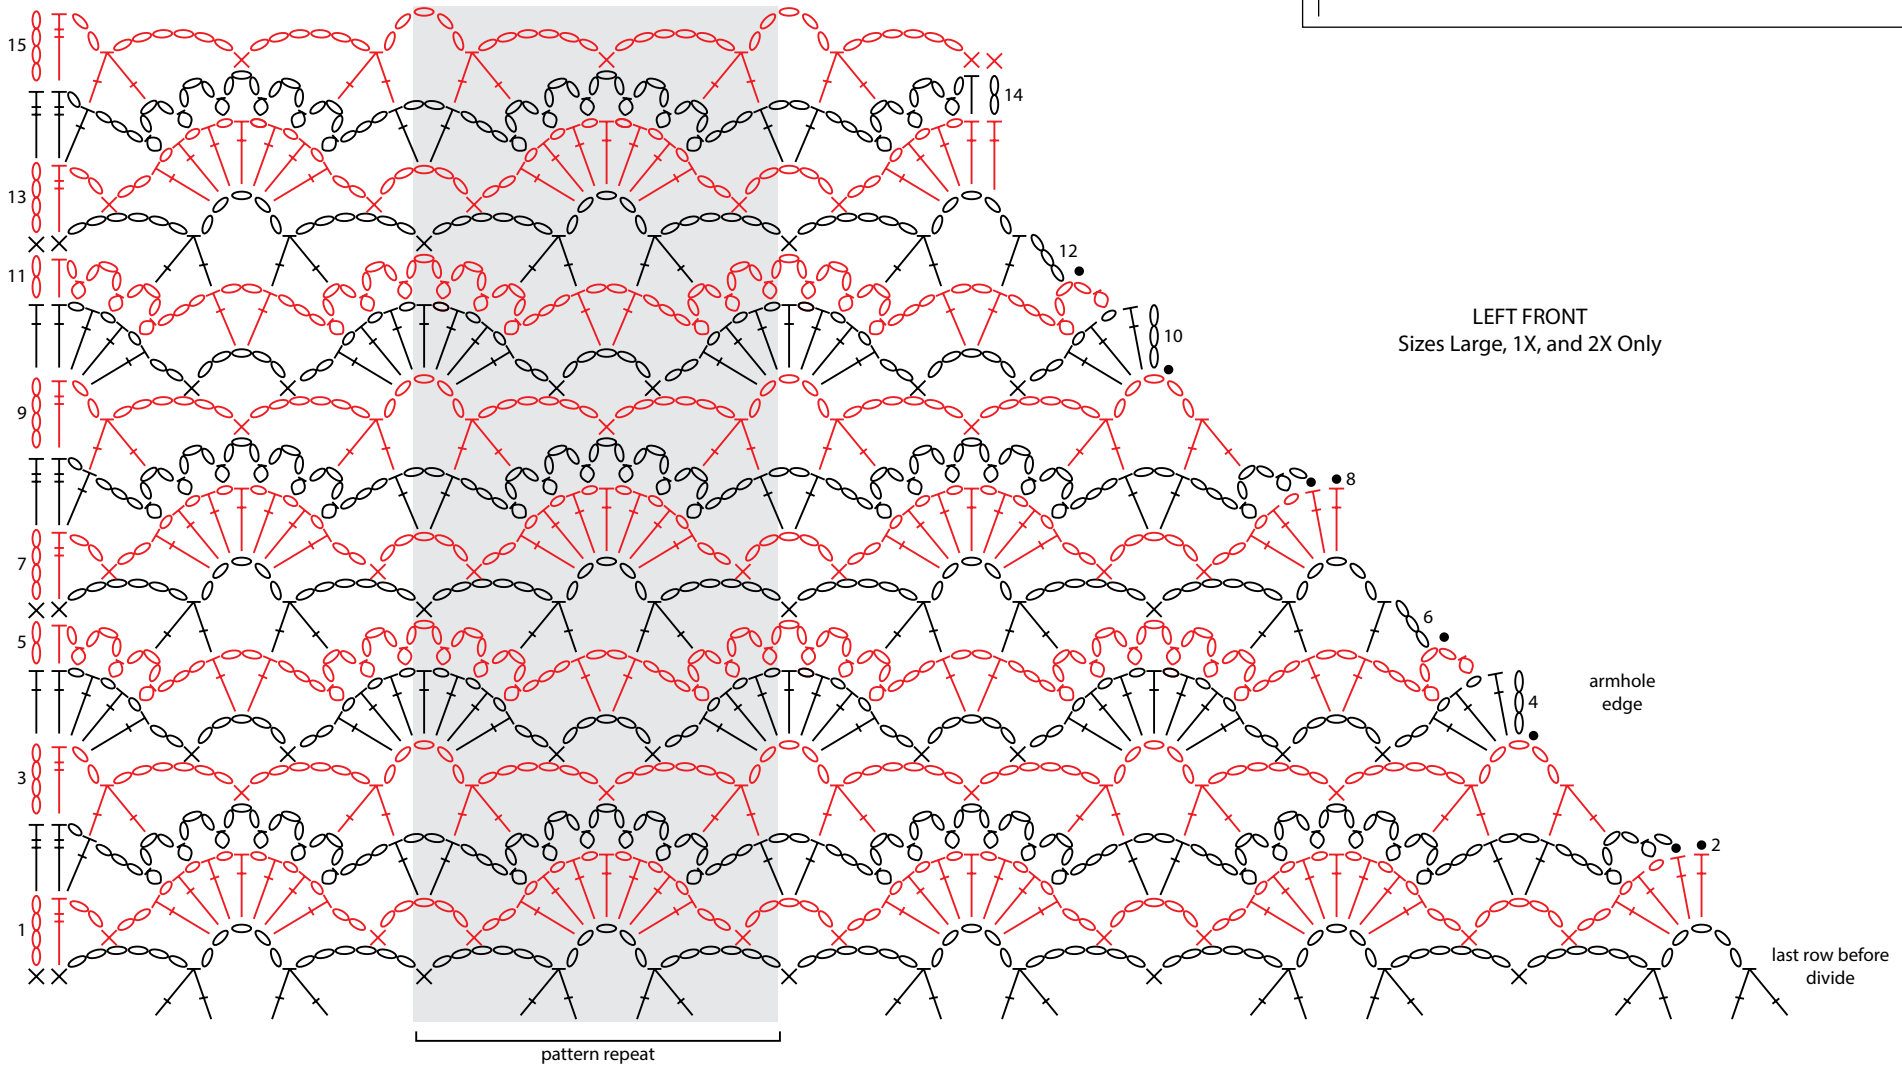 15
14
13
12
11
LEFT FRONT
Sizes Large, 1X, and 2X Only
10
9
8
7
6
5
armhole
edge
4
3
2
1
last row before
divide
pattern repeat